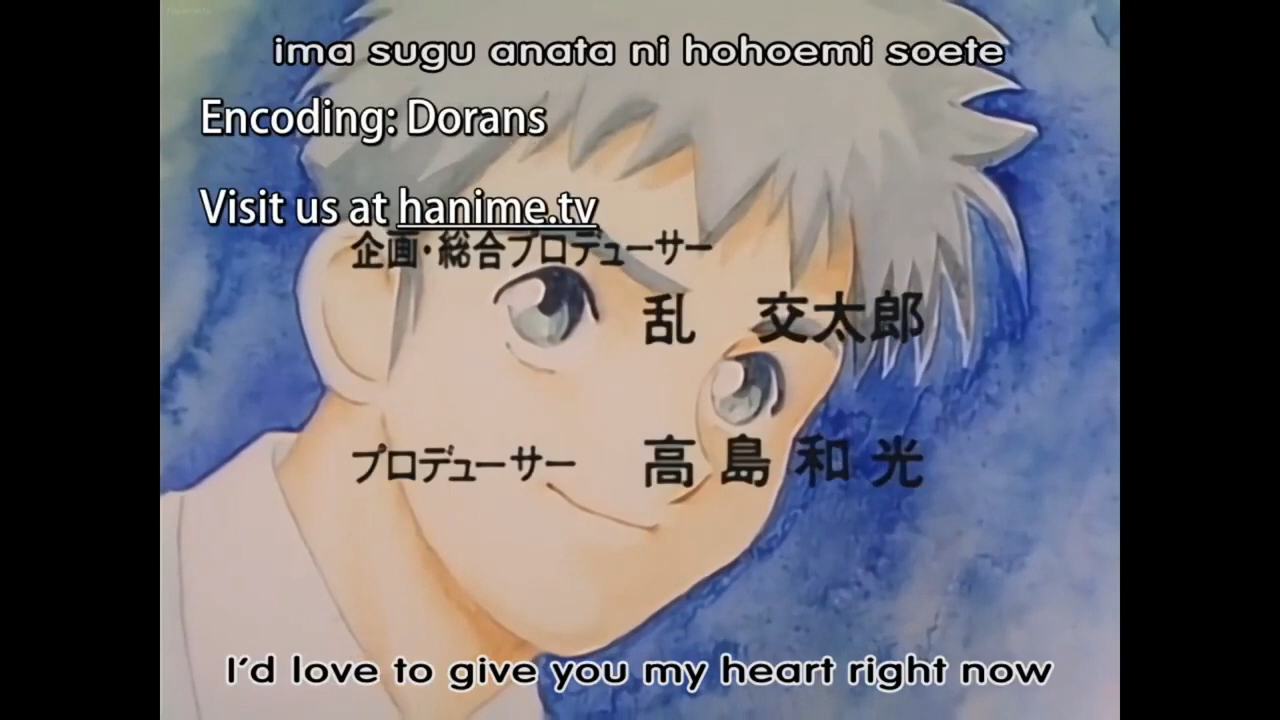 ima sugu anata ni hohoemi soete
Encoding: Dorans
Visit us at hanime.tv
企画・総合プロデューサー
乱　交太郎
プロデューサー　高島和光
I'd love to give you my heart right now